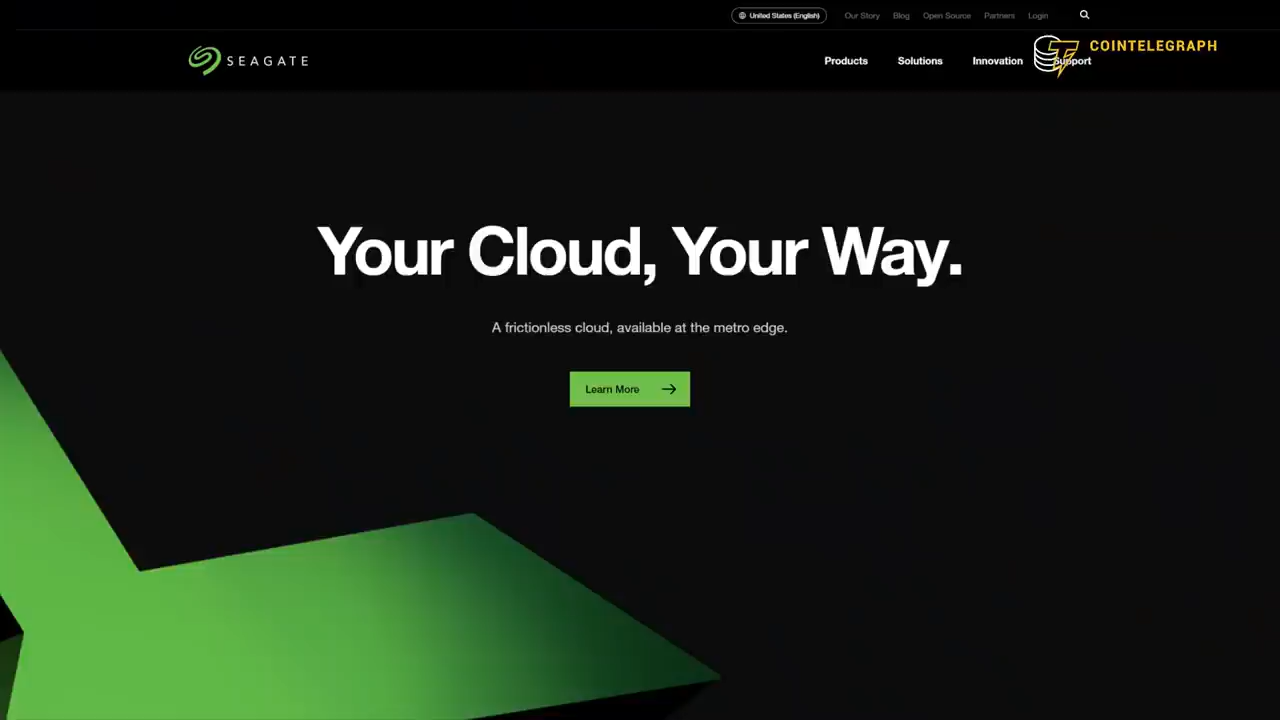 United States (English) Our Story Blog Open Source Partners Login
SEAGATE
Products Solutions Innovation Support
COINTELEGRAPH
Your Cloud, Your Way.
A frictionless cloud, available at the metro edge.
Learn More